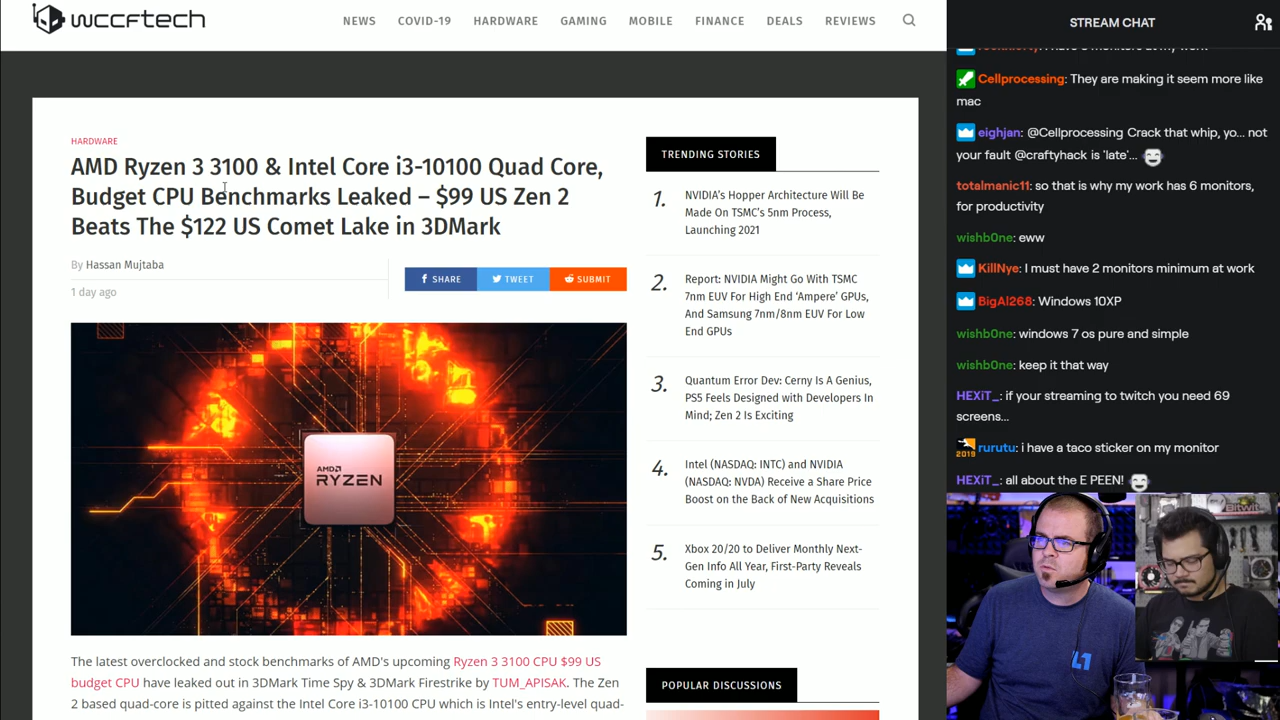 wccftech
NEWS
COVID-19
HARDWARE
GAMING
MOBILE
FINANCE
DEALS
REVIEWS
HARDWARE
AMD Ryzen 3 3100 & Intel Core i3-10100 Quad Core,
Budget CPU Benchmarks Leaked – $99 US Zen 2
Beats The $122 US Comet Lake in 3DMark
By Hassan Mujtaba
1 day ago
SHARE
TWEET
SUBMIT
AMD
RYZEN
The latest overclocked and stock benchmarks of AMD's upcoming Ryzen 3 3100 CPU $99 US
budget CPU have leaked out in 3DMark Time Spy & 3DMark Firestrike by TUM_APISAK. The Zen
2 based quad-core is pitted against the Intel Core i3-10100 CPU which is Intel's entry-level quad-
TRENDING STORIES
1.
NVIDIA's Hopper Architecture Will Be
Made On TSMC's 5nm Process,
Launching 2021
2.
Report: NVIDIA Might Go With TSMC
7nm EUV For High End 'Ampere' GPUs,
And Samsung 7nm/8nm EUV For Low
End GPUs
3.
Quantum Error Dev: Cerny Is A Genius,
PS5 Feels Designed with Developers In
Mind; Zen 2 Is Exciting
4.
Intel (NASDAQ: INTC) and NVIDIA
(NASDAQ: NVDA) Receive a Share Price
Boost on the Back of New Acquisitions
5.
Xbox 20/20 to Deliver Monthly Next-
Gen Info All Year, First-Party Reveals
Coming in July
POPULAR DISCUSSIONS
STREAM CHAT
Cellprocessing: They are making it seem more like
mac
eighjan: @Cellprocessing Crack that whip, yo... not
your fault @craftyhack is 'late'...
totalmanic11: so that is why my work has 6 monitors,
for productivity
wishb0ne: eww
KillNye: I must have 2 monitors minimum at work
BigAl268: Windows 10XP
wishb0ne: windows 7 os pure and simple
wishb0ne: keep it that way
HEXiT_: if your streaming to twitch you need 69
screens...
2019
rurutu: i have a taco sticker on my monitor
HEXiT_: all about the E PEEN!
Bitwit
L1